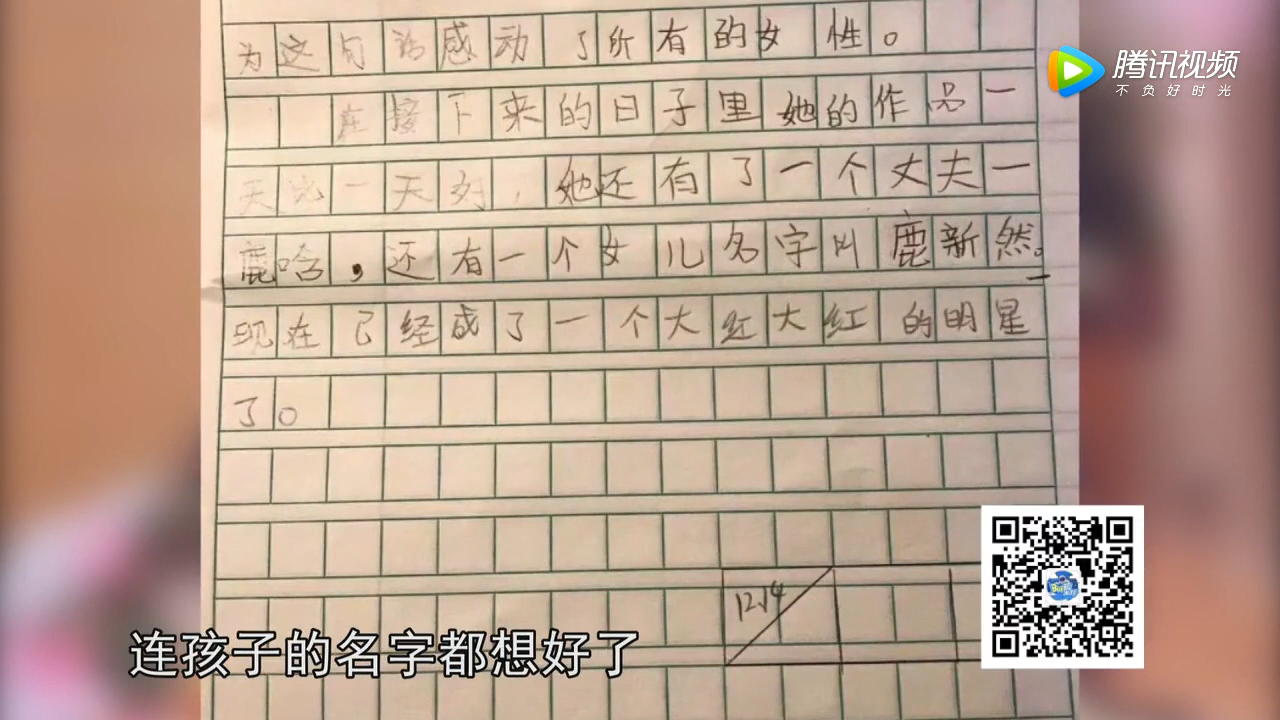 为这句话感动了所有的女性。
腾讯视频
不负好时光
在接下来的日子里她的作品一
天比一天好，她还有了一个丈夫一
鹿晗，还有一个女儿名字叫鹿新然。
现在已经成了一个大红大红的明星
了。
12.14
连孩子的名字都想好了